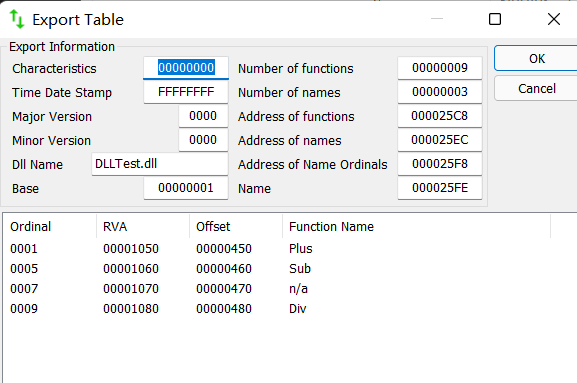 Export Table
Export Information
Characteristics 00000000 Number of functions 00000009 OK
Time Date Stamp FFFFFFFF Number of names 00000003 Cancel
Major Version 0000 Address of functions 000025C8
Minor Version 0000 Address of names 000025EC
Dll Name DLLTest.dll Address of Name Ordinals 000025F8
Base 00000001 Name 000025FE
Ordinal RVA Offset Function Name
0001 00001050 00000450 Plus
0005 00001060 00000460 Sub
0007 00001070 00000470 n/a
0009 00001080 00000480 Div